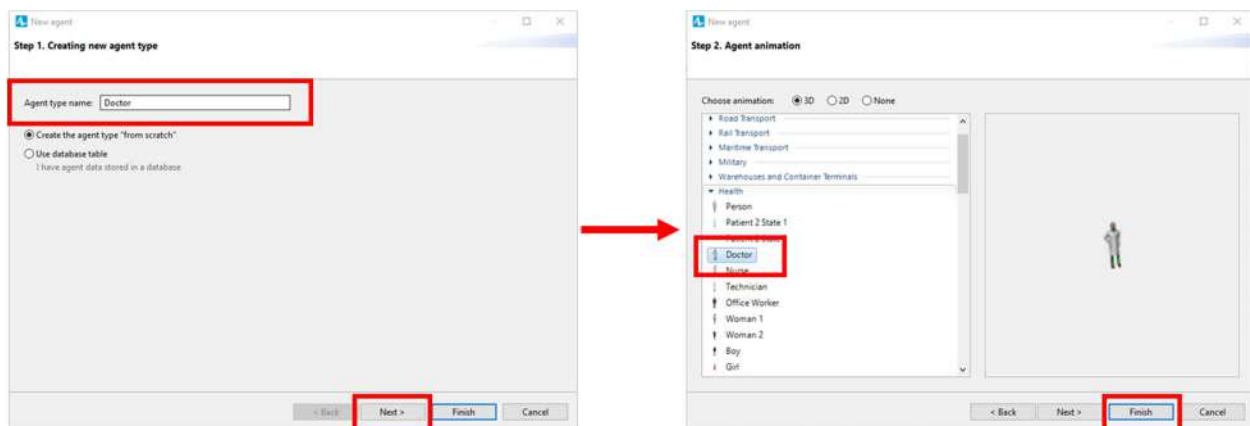 New agent
Step 1. Creating new agent type
Agent type name: Doctor
Create the agent type "from scratch"
Use database table
I have agent data stored in a database
< Back Next > Finish Cancel
New agent
Step 2. Agent animation
Choose animation: 3D 2D None
Road Transport
Rail Transport
Maritime Transport
Military
Warehouses and Container Terminals
Health
Person
Patient 2 State 1
Doctor
Nurse
Technician
Office Worker
Woman 1
Woman 2
Boy
Girl
< Back Next > Finish Cancel